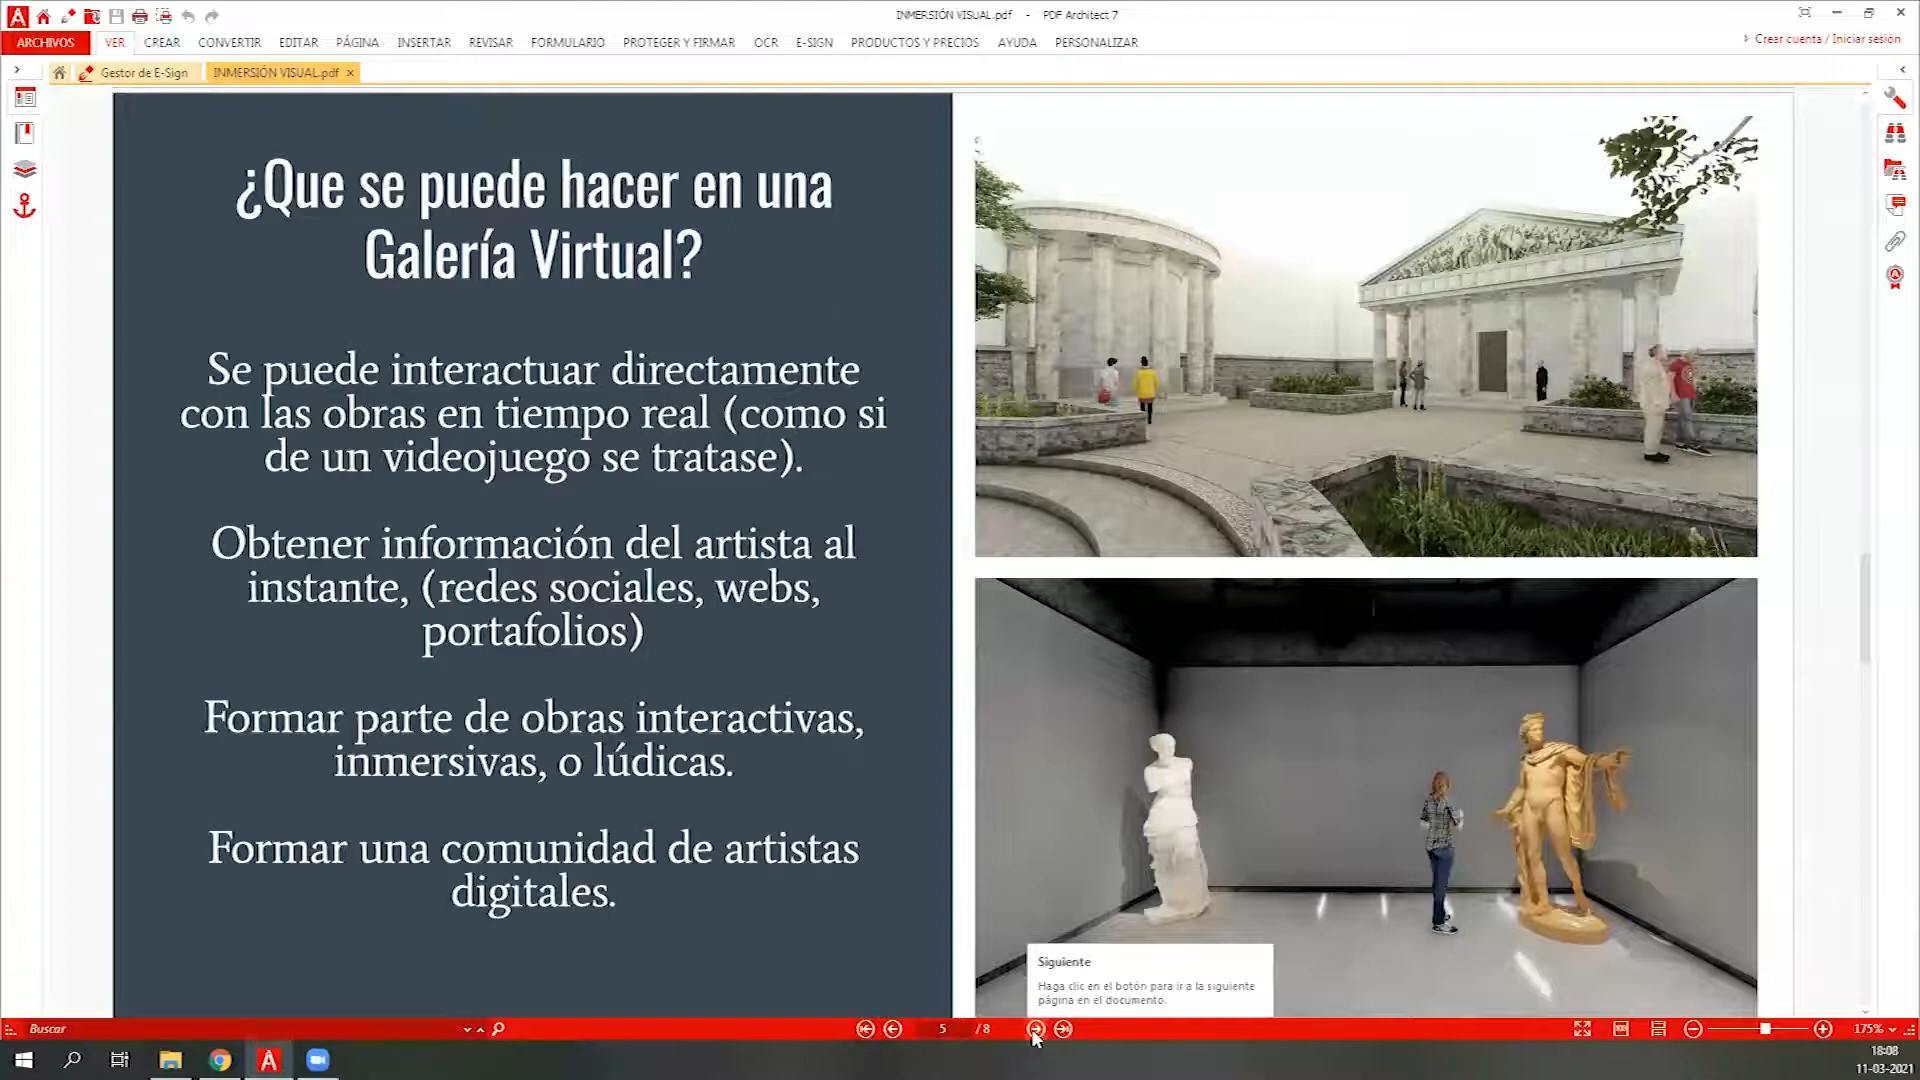 INMERSIÓN VISUAL.pdf - PDF Architect 7
ARCHIVOS VER CREAR CONVERTIR EDITAR PÁGINA INSERTAR REVISAR FORMULARIO PROTEGER Y FIRMAR OCR E-SIGN PRODUCTOS Y PRECIOS AYUDA PERSONALIZAR
Crear cuenta / Iniciar sesión
Gestor de E-Sign INMERSIÓN VISUAL.pdf
¿Que se puede hacer en una
Galería Virtual?
Se puede interactuar directamente
con las obras en tiempo real (como si
de un videojuego se tratase).
Obtener información del artista al
instante, (redes sociales, webs,
portafolios)
Formar parte de obras interactivas,
inmersivas, o lúdicas.
Formar una comunidad de artistas
digitales.
Siguiente
Haga clic en el botón para ir a la siguiente
página en el documento.
Buscar
5 / 8
175%
18:08
11-03-2021